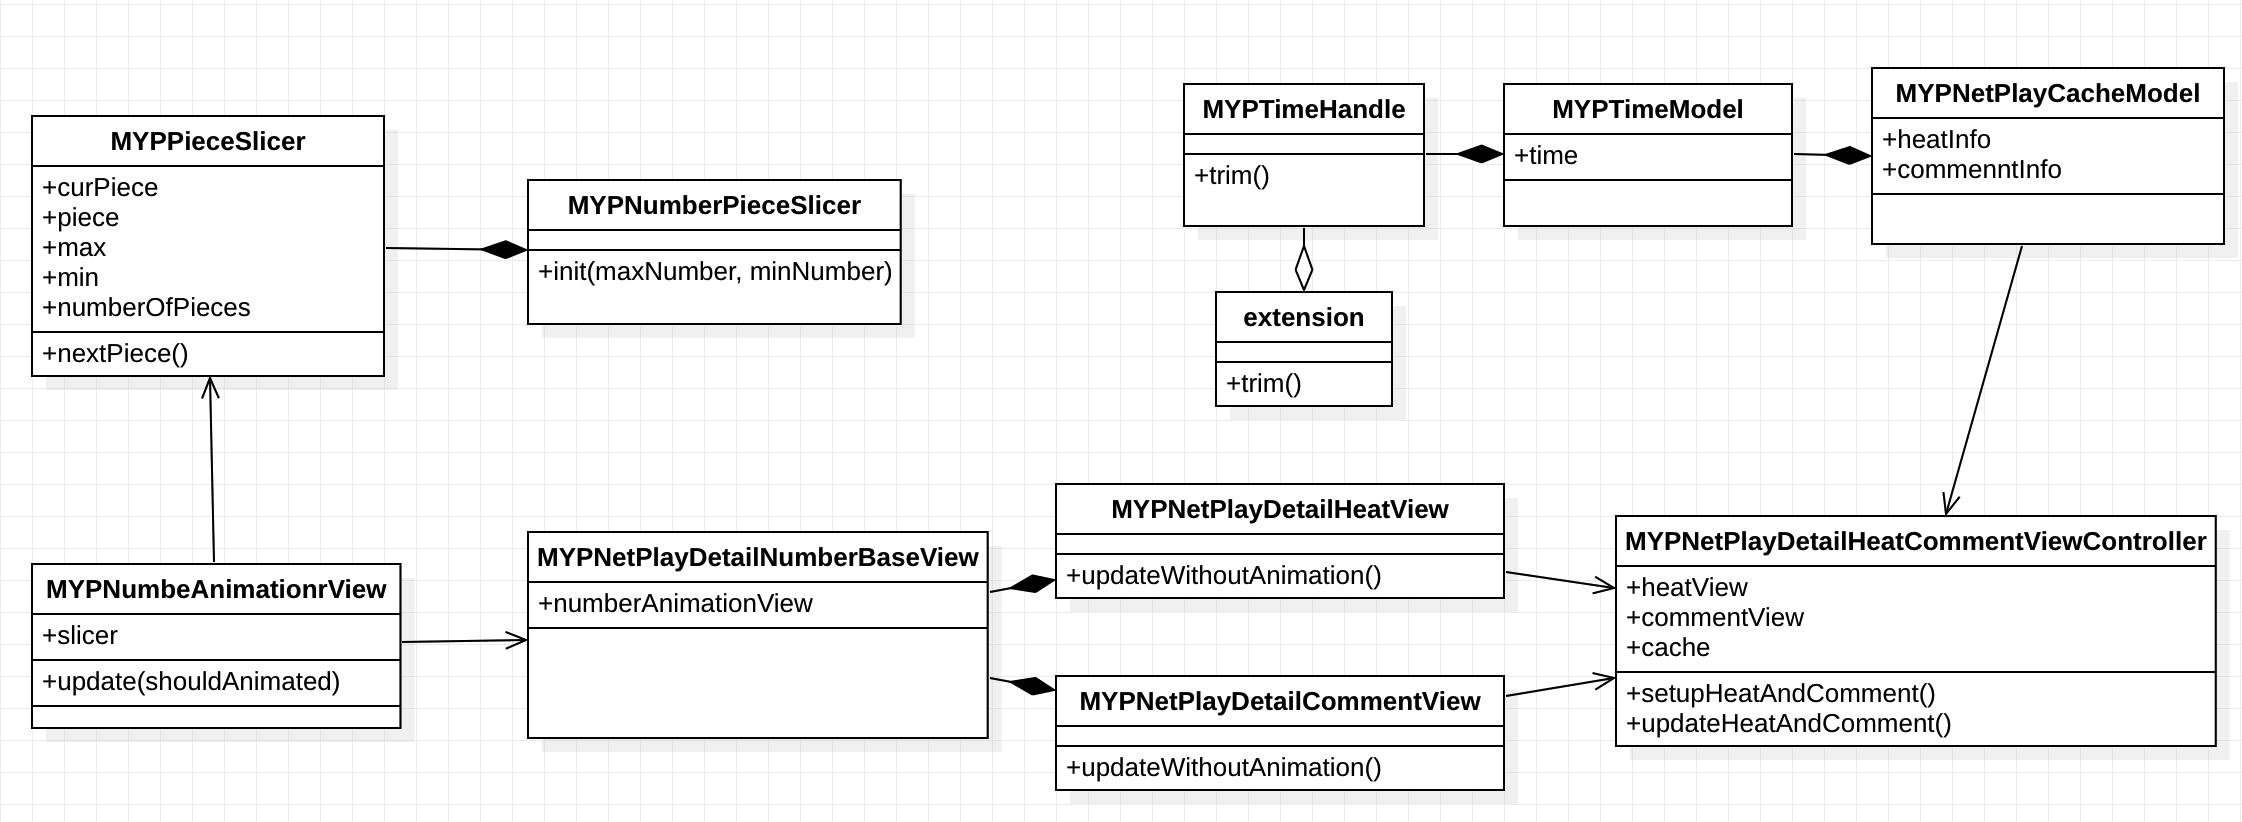 MYPPieceSlicer
+curPiece
+piece
+max
+min
+numberOfPieces
+nextPiece()
MYPNumberPieceSlicer
+init(maxNumber, minNumber)
MYPTimeHandle
+trim()
MYPTimeModel
+time
MYPNetPlayCacheModel
+heatInfo
+commenntInfo
extension
+trim()
MYPNumbeAnimationrView
+slicer
+update(shouldAnimated)
MYPNetPlayDetailNumberBaseView
+numberAnimationView
MYPNetPlayDetailHeatView
+updateWithoutAnimation()
MYPNetPlayDetailCommentView
+updateWithoutAnimation()
MYPNetPlayDetailHeatCommentViewController
+heatView
+commentView
+cache
+setupHeatAndComment()
+updateHeatAndComment()